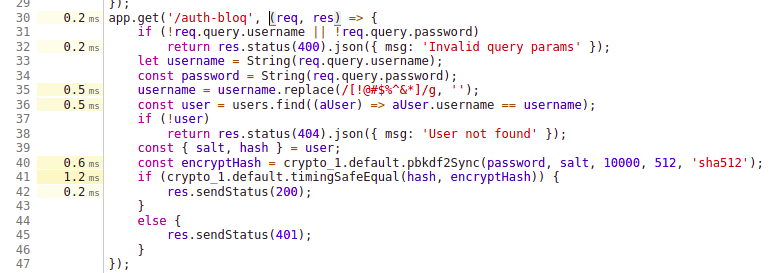 29 });
30 0.2 ms app.get('/auth-bloq', (req, res) => {
31 if (!req.query.username || !req.query.password)
32 0.2 ms return res.status(400).json({ msg: 'Invalid query params' });
33 let username = String(req.query.username);
34 const password = String(req.query.password);
35 0.5 ms username = username.replace(/[!@#$%^&*]/g, '');
36 0.5 ms const user = users.find((aUser) => aUser.username == username);
37 if (!user)
38 return res.status(404).json({ msg: 'User not found' });
39 const { salt, hash } = user;
40 0.6 ms const encryptHash = crypto_1.default.pbkdf2Sync(password, salt, 10000, 512, 'sha512');
41 1.2 ms if (crypto_1.default.timingSafeEqual(hash, encryptHash)) {
42 0.2 ms res.sendStatus(200);
43 }
44 else {
45 res.sendStatus(401);
46 }
47 });